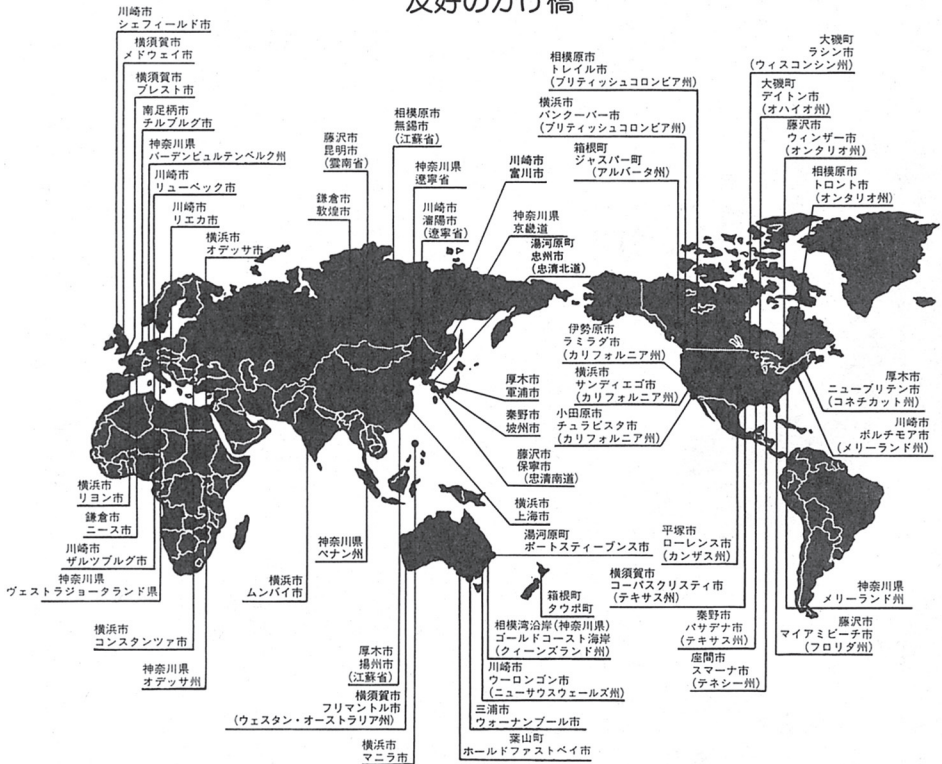 友好のかけ橋
川崎市
シェフィールド市
横須賀市
メドウェイ市
横須賀市
ブレスト市
南足柄市
チルブルグ市
神奈川県
バーデンビュルテンベルク州
川崎市
リューベック市
川崎市
リエカ市
横浜市
オデッサ市
藤沢市
昆明市
(雲南省)
鎌倉市
敦煌市
相模原市
無錫市
(江蘇省)
神奈川県
遼寧省
川崎市
瀋陽市
(遼寧省)
川崎市
富川市
神奈川県
京畿道
湯河原町
忠州市
(忠清北道)
相模原市
トレイル市
(ブリティッシュコロンビア州)
横浜市
バンクーバー市
(ブリティッシュコロンビア州)
箱根町
ジャスパー町
(アルバータ州)
大磯町
ラシン市
(ウィスコンシン州)
大磯町
デイトン市
(オハイオ州)
藤沢市
ウィンザー市
(オンタリオ州)
相模原市
トロント市
(オンタリオ州)
伊勢原市
ラミラダ市
(カリフォルニア州)
横浜市
サンディエゴ市
(カリフォルニア州)
小田原市
チュラビスタ市
(カリフォルニア州)
厚木市
軍浦市
秦野市
坡州市
藤沢市
保寧市
(忠清南道)
横浜市
上海市
厚木市
ニューブリテン市
(コネチカット州)
川崎市
ボルチモア市
(メリーランド州)
横浜市
リヨン市
鎌倉市
ニース市
川崎市
ザルツブルグ市
神奈川県
ヴェストラジョータランド県
横浜市
コンスタンツァ市
神奈川県
オデッサ州
横浜市
ムンバイ市
神奈川県
ペナン州
厚木市
揚州市
(江蘇省)
横須賀市
フリマントル市
(ウェスタン・オーストラリア州)
横浜市
マニラ市
湯河原町
ポートスティーブンス市
箱根町
タウポ町
相模湾沿岸(神奈川県)
ゴールドコースト海岸
(クィーンズランド州)
川崎市
ウーロンゴン市
(ニューサウスウェールズ州)
三浦市
ウォーナンブール市
葉山町
ホールドファストベイ市
平塚市
ローレンス市
(カンザス州)
横須賀市
コーパスクリスティ市
(テキサス州)
秦野市
パサデナ市
(テキサス州)
座間市
スマーナ市
(テネシー州)
神奈川県
メリーランド州
藤沢市
マイアミビーチ市
(フロリダ州)